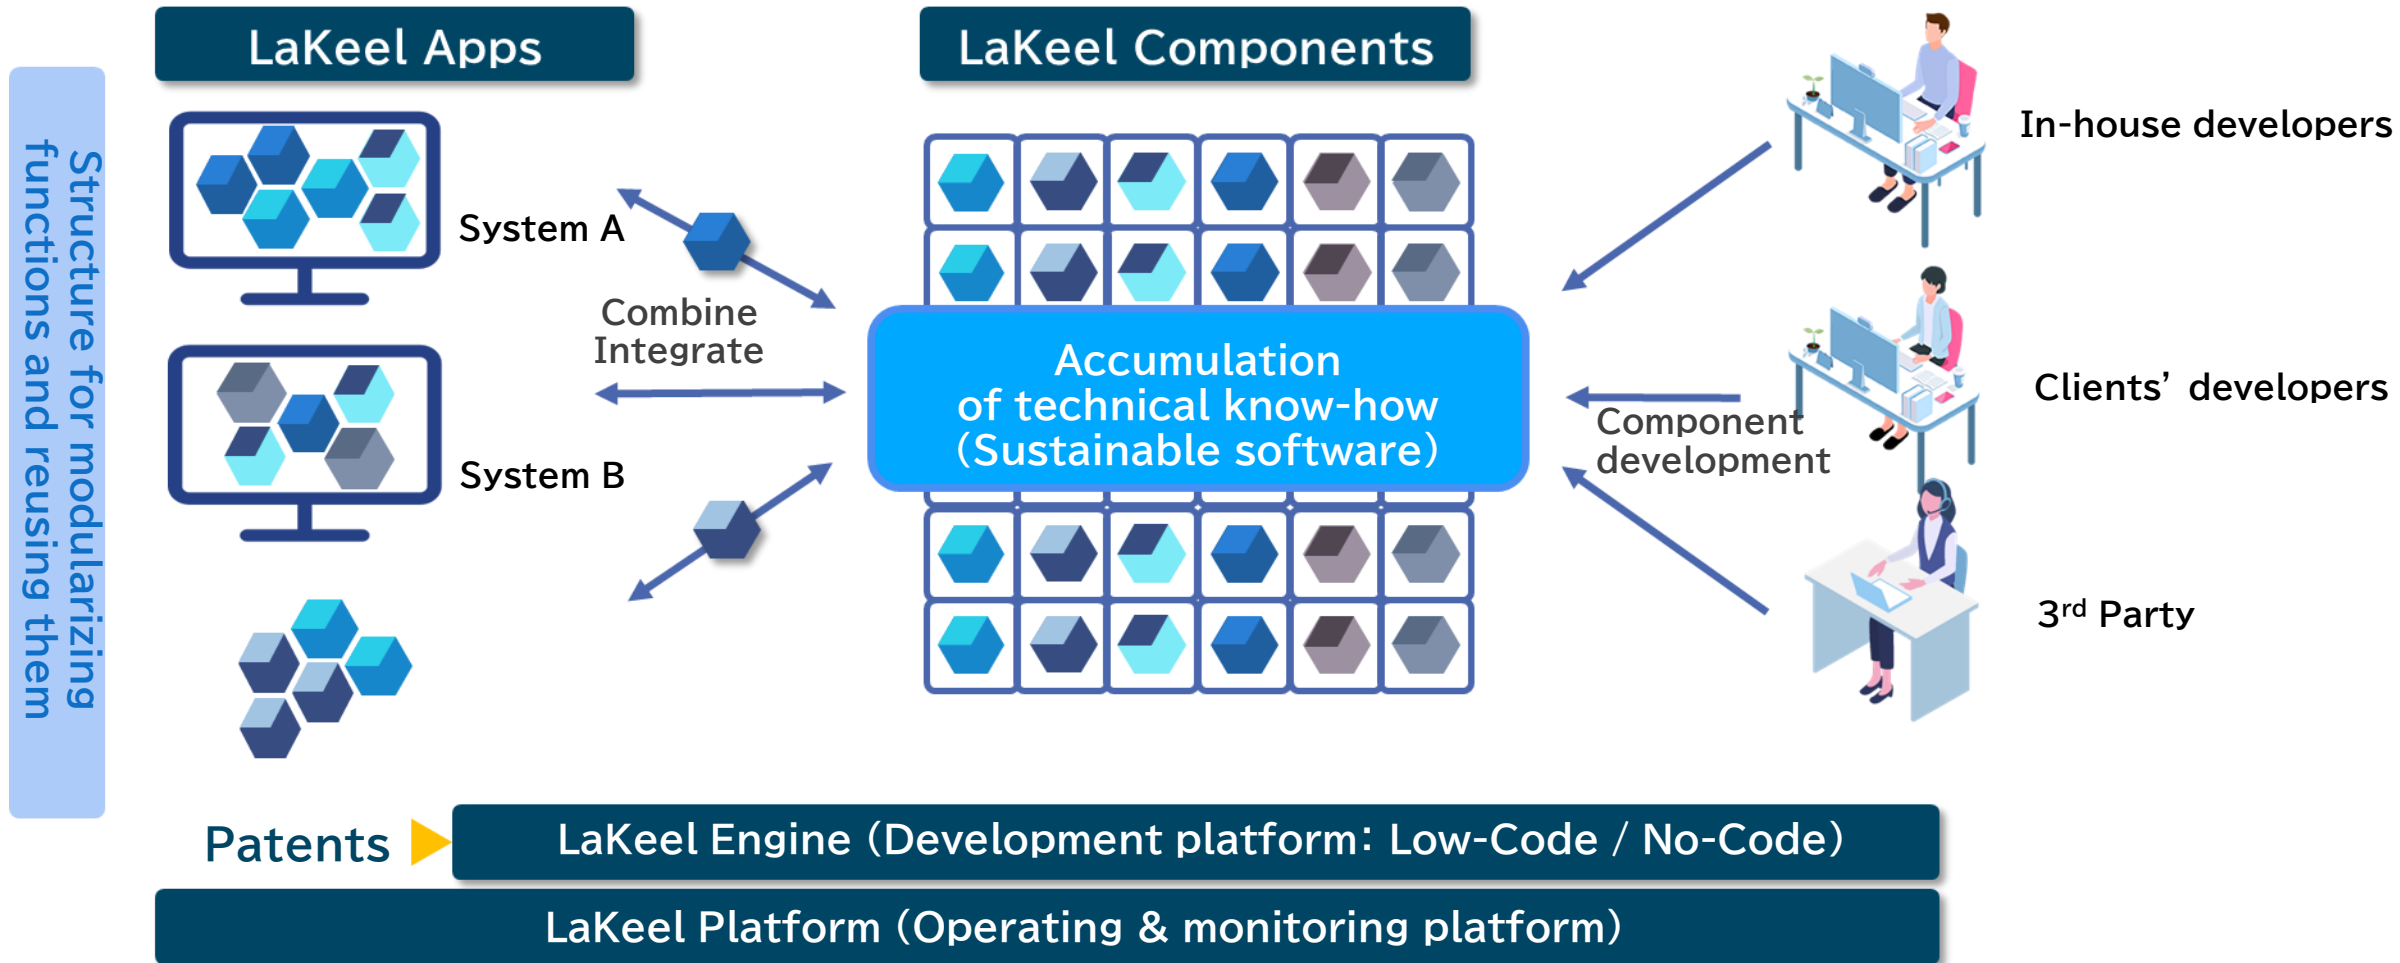 LaKeel Apps
LaKeel Components
Structure for modularizing
functions and reusing them
System A
Combine
Integrate
System B
Accumulation
of technical know-how
(Sustainable software)
In-house developers
Clients’ developers
Component
development
3rd Party
Patents
LaKeel Engine (Development platform: Low-Code / No-Code)
LaKeel Platform (Operating & monitoring platform)